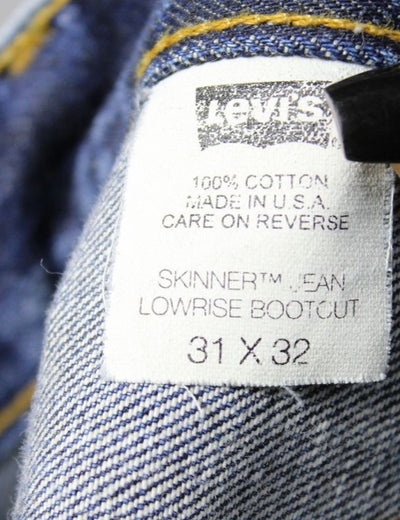 Levi's
100% COTTON
MADE IN U.S.A.
CARE ON REVERSE
SKINNER™ JEAN
LOWRISE BOOTCUT
31 X 32